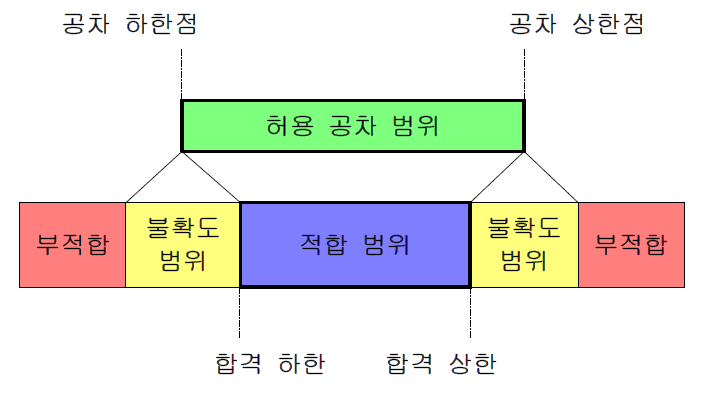 공차 하한점
공차 상한점
허용 공차 범위
부적합
불확도
범위
적합 범위
불확도
범위
부적합
합격 하한
합격 상한